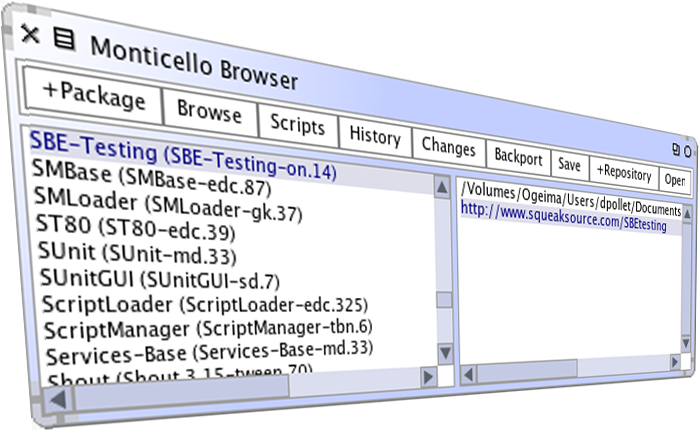 Monticello Browser
+Package Browse Scripts History Changes Backport Save +Repository Open
SBE-Testing (SBE-Testing-on.14)
SMBase (SMBase-edc.87)
SMLoader (SMLoader-gk.37)
ST80 (ST80-edc.39)
SUnit (SUnit-md.33)
SUnitGUI (SUnitGUI-sd.7)
ScriptLoader (ScriptLoader-edc.325)
ScriptManager (ScriptManager-tbn.6)
Services-Base (Services-Base-md.33)
Shout (Shout.3.15-tween.70)
/Volumes/Ogeima/Users/dpollet/Documents
http://www.squeaksource.com/SBEtesting